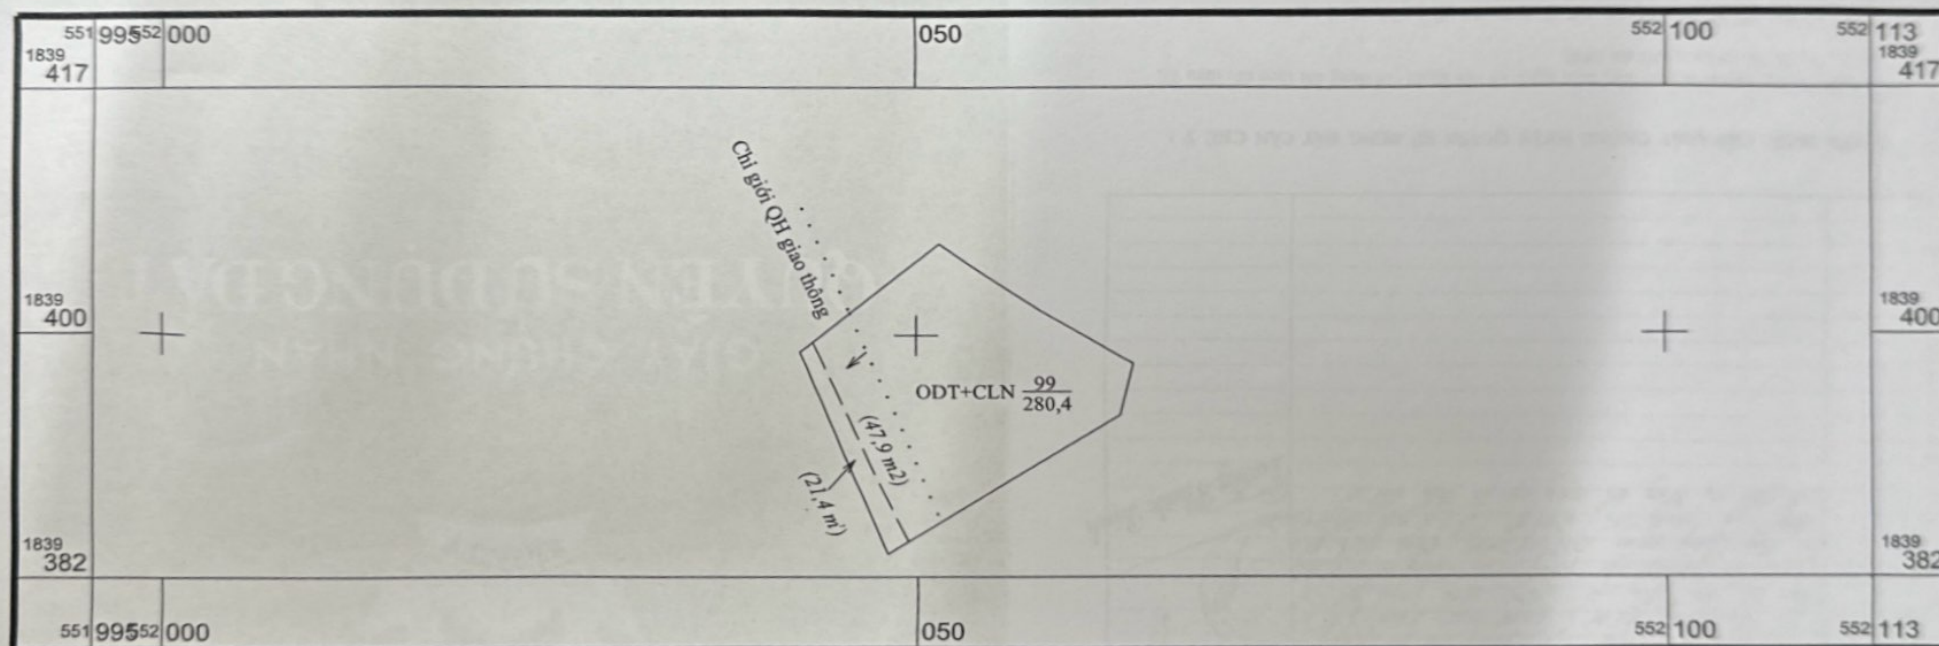 551 995 552 000 050 552 100 552 113
1839 1839
417 417
Chỉ giới QH giao thông
1839 1839
400 400
ODT+CLN 99
280,4
(47,9 m2)
(21,4 m²)
1839 1839
382 382
551 995 552 000 050 552 100 552 113